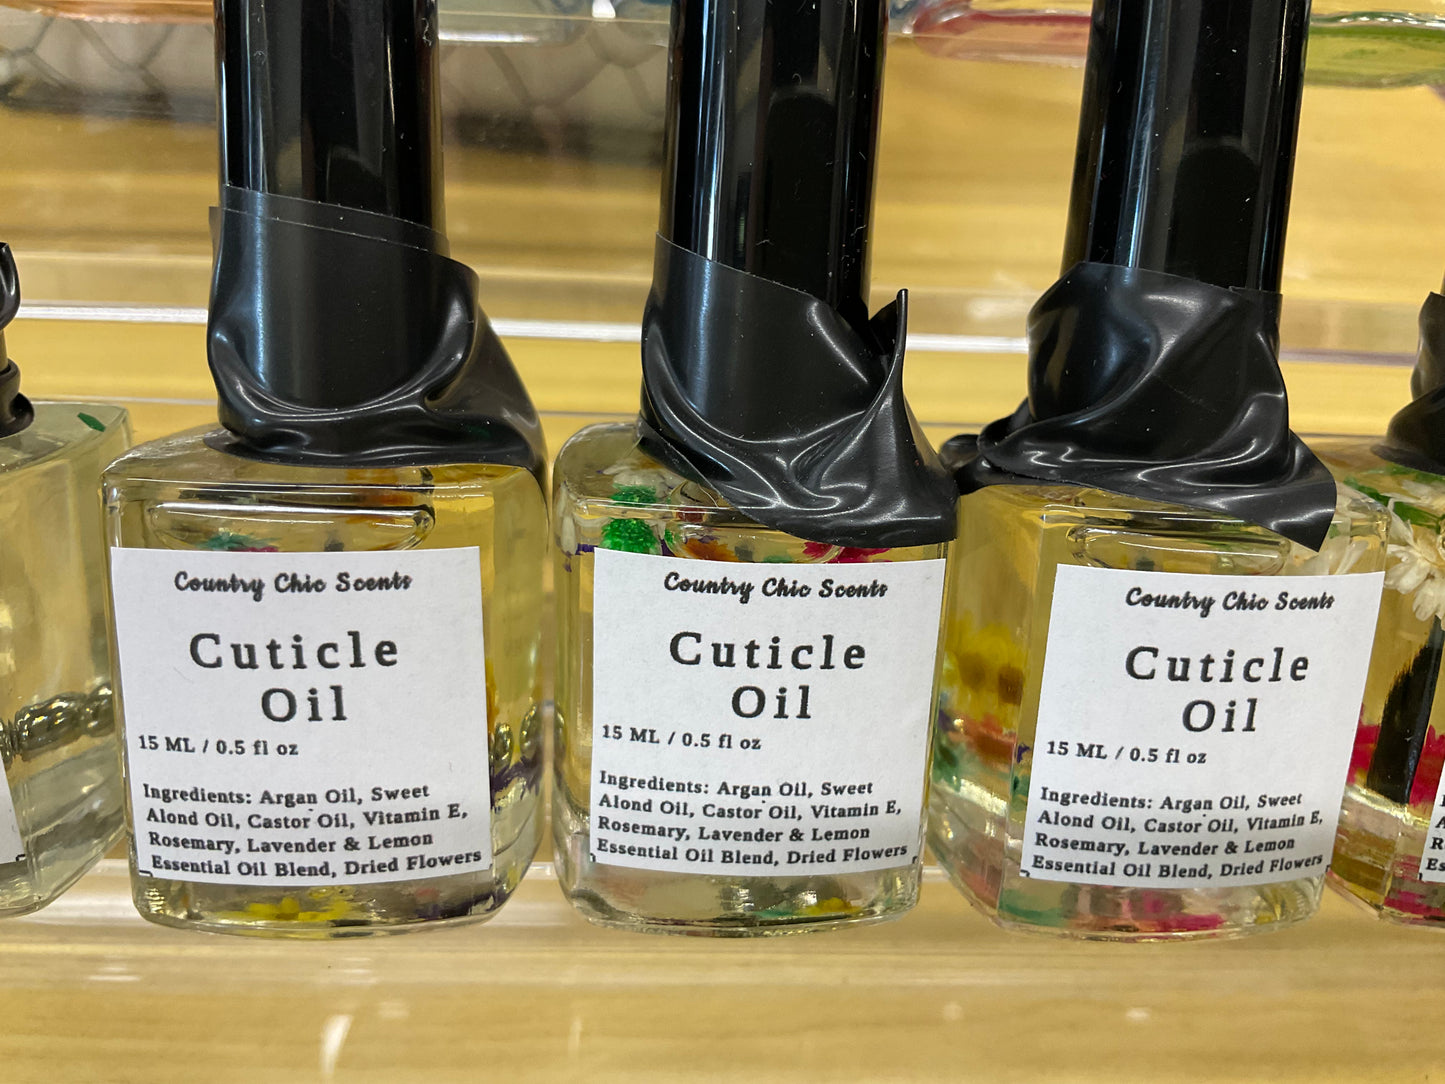 Country Chic Scents
Cuticle
Oil
15 ML / 0.5 fl oz
Ingredients: Argan Oil, Sweet
Alond Oil, Castor Oil, Vitamin E,
Rosemary, Lavender & Lemon
Essential Oil Blend, Dried Flowers
Country Chic Scents
Cuticle
Oil
15 ML / 0.5 fl oz
Ingredients: Argan Oil, Sweet
Alond Oil, Castor Oil, Vitamin E,
Rosemary, Lavender & Lemon
Essential Oil Blend, Dried Flowers
Country Chic Scents
Cuticle
Oil
15 ML / 0.5 fl oz
Ingredients: Argan Oil, Sweet
Alond Oil, Castor Oil, Vitamin E,
Rosemary, Lavender & Lemon
Essential Oil Blend, Dried Flowers